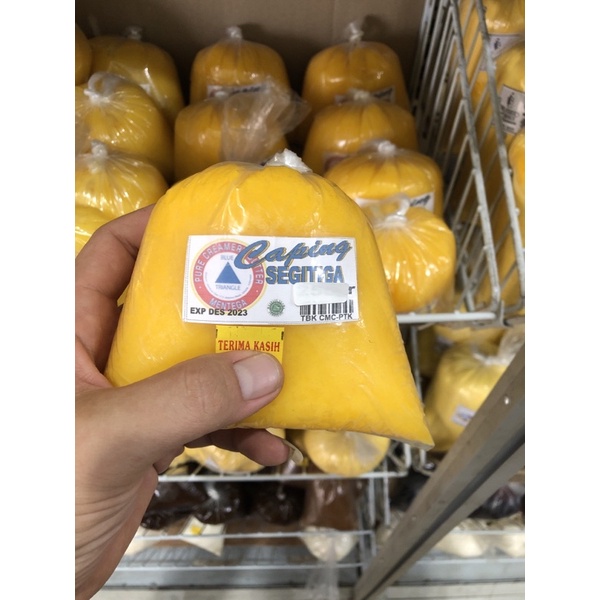 Caping
SEGITIGA
PURE CREAMERY BUTTER
BLUE
TRIANGLE
MENTEGA
EXP DES 2023
TBK CMC-PTK
TERIMA KASIH